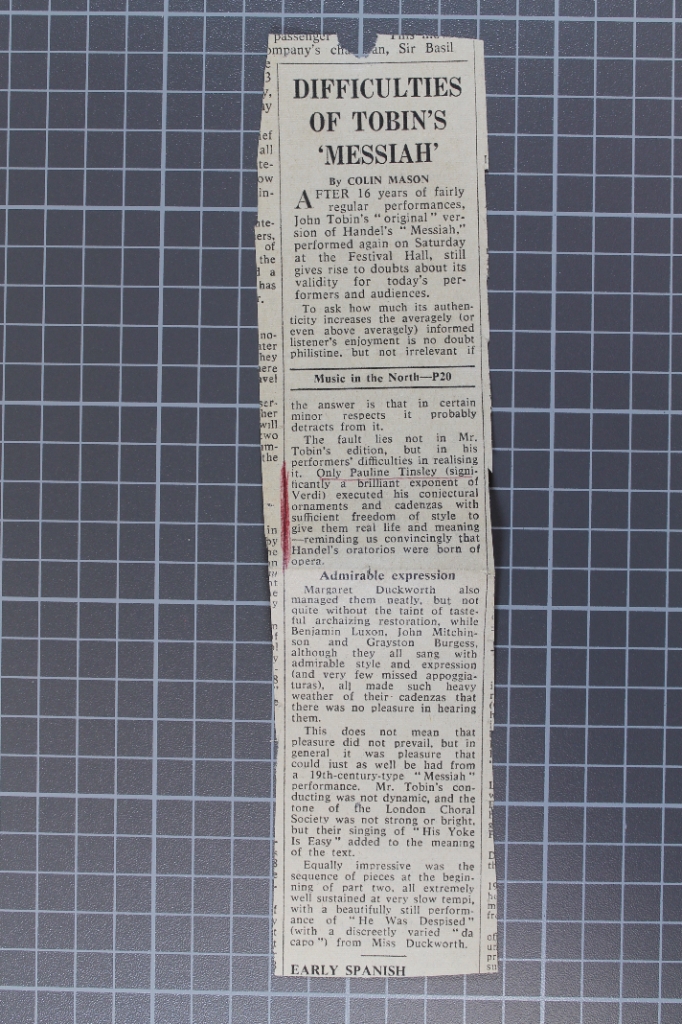 passenger This
ompany's man, Sir Basil
DIFFICULTIES
OF TOBIN'S
'MESSIAH'
By COLIN MASON
AFTER 16 years of fairly
regular performances,
John Tobin's "original" ver-
sion of Handel's "Messiah,"
performed again on Saturday
at the Festival Hall, still
gives rise to doubts about its
validity for today's per-
formers and audiences.
To ask how much its authen-
ticity increases the averagely (or
even above averagely) informed
listener's enjoyment is no doubt
philistine, but not irrelevant if
Music in the North—P20
the answer is that in certain
minor respects it probably
detracts from it.
The fault lies not in Mr.
Tobin's edition, but in his
performers' difficulties in realising
it. Only Pauline Tinsley (signi-
ficantly a brilliant exponent of
Verdi) executed his conjectural
ornaments and cadenzas with
sufficient freedom of style to
give them real life and meaning
—reminding us convincingly that
Handel's oratorios were born of
opera.
Admirable expression
Margaret Duckworth also
managed them neatly, but not
quite without the taint of taste-
ful archaizing restoration, while
Benjamin Luxon, John Mitchin-
son and Grayston Burgess,
although they all sang with
admirable style and expression
(and very few missed appoggia-
turas), all made such heavy
weather of their cadenzas that
there was no pleasure in hearing
them.
This does not mean that
pleasure did not prevail, but in
general it was pleasure that
could just as well be had from
a 19th-century-type "Messiah"
performance. Mr. Tobin's con-
ducting was not dynamic, and the
tone of the London Choral
Society was not strong or bright,
but their singing of "His Yoke
Is Easy" added to the meaning
of the text.
Equally impressive was the
sequence of pieces at the begin-
ning of part two, all extremely
well sustained at very slow tempi,
with a beautifully still perform-
ance of "He Was Despised"
(with a discreetly varied "da
capo") from Miss Duckworth.
EARLY SPANISH